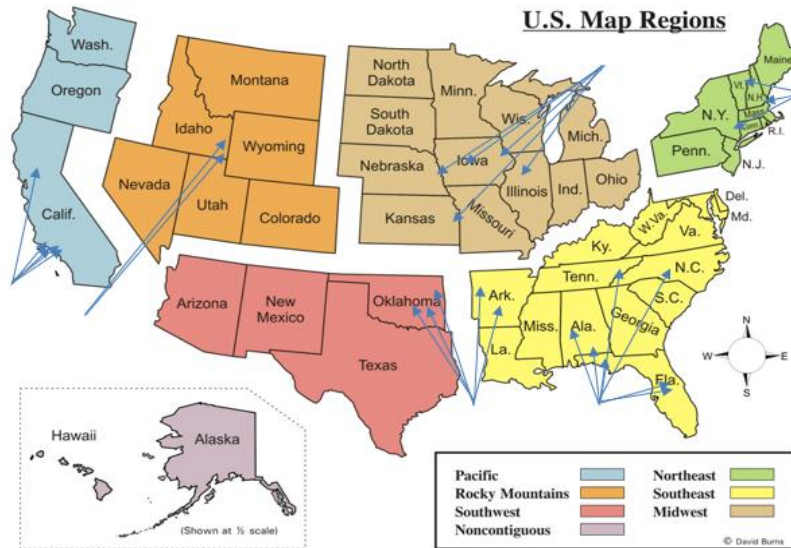 U.S. Map Regions
Wash.
Oregon
Calif.
Montana
Idaho
Wyoming
Nevada
Utah
Colorado
North
Dakota
Minn.
South
Dakota
Wis.
Mich.
Nebraska
Iowa
Illinois
Ind.
Ohio
Kansas
Missouri
Maine
Vt.
N.H.
N.Y.
Mass.
Conn.
R.I.
Penn.
N.J.
Arizona
New
Mexico
Oklahoma
Texas
Del.
Md.
W.Va.
Va.
Ky.
Tenn.
N.C.
Ark.
S.C.
Miss.
Ala.
Georgia
La.
Fla.
N
W
E
S
Hawaii
Alaska
(Shown at ½ scale)
Pacific
Rocky Mountains
Southwest
Noncontiguous
Northeast
Southeast
Midwest
© David Burns